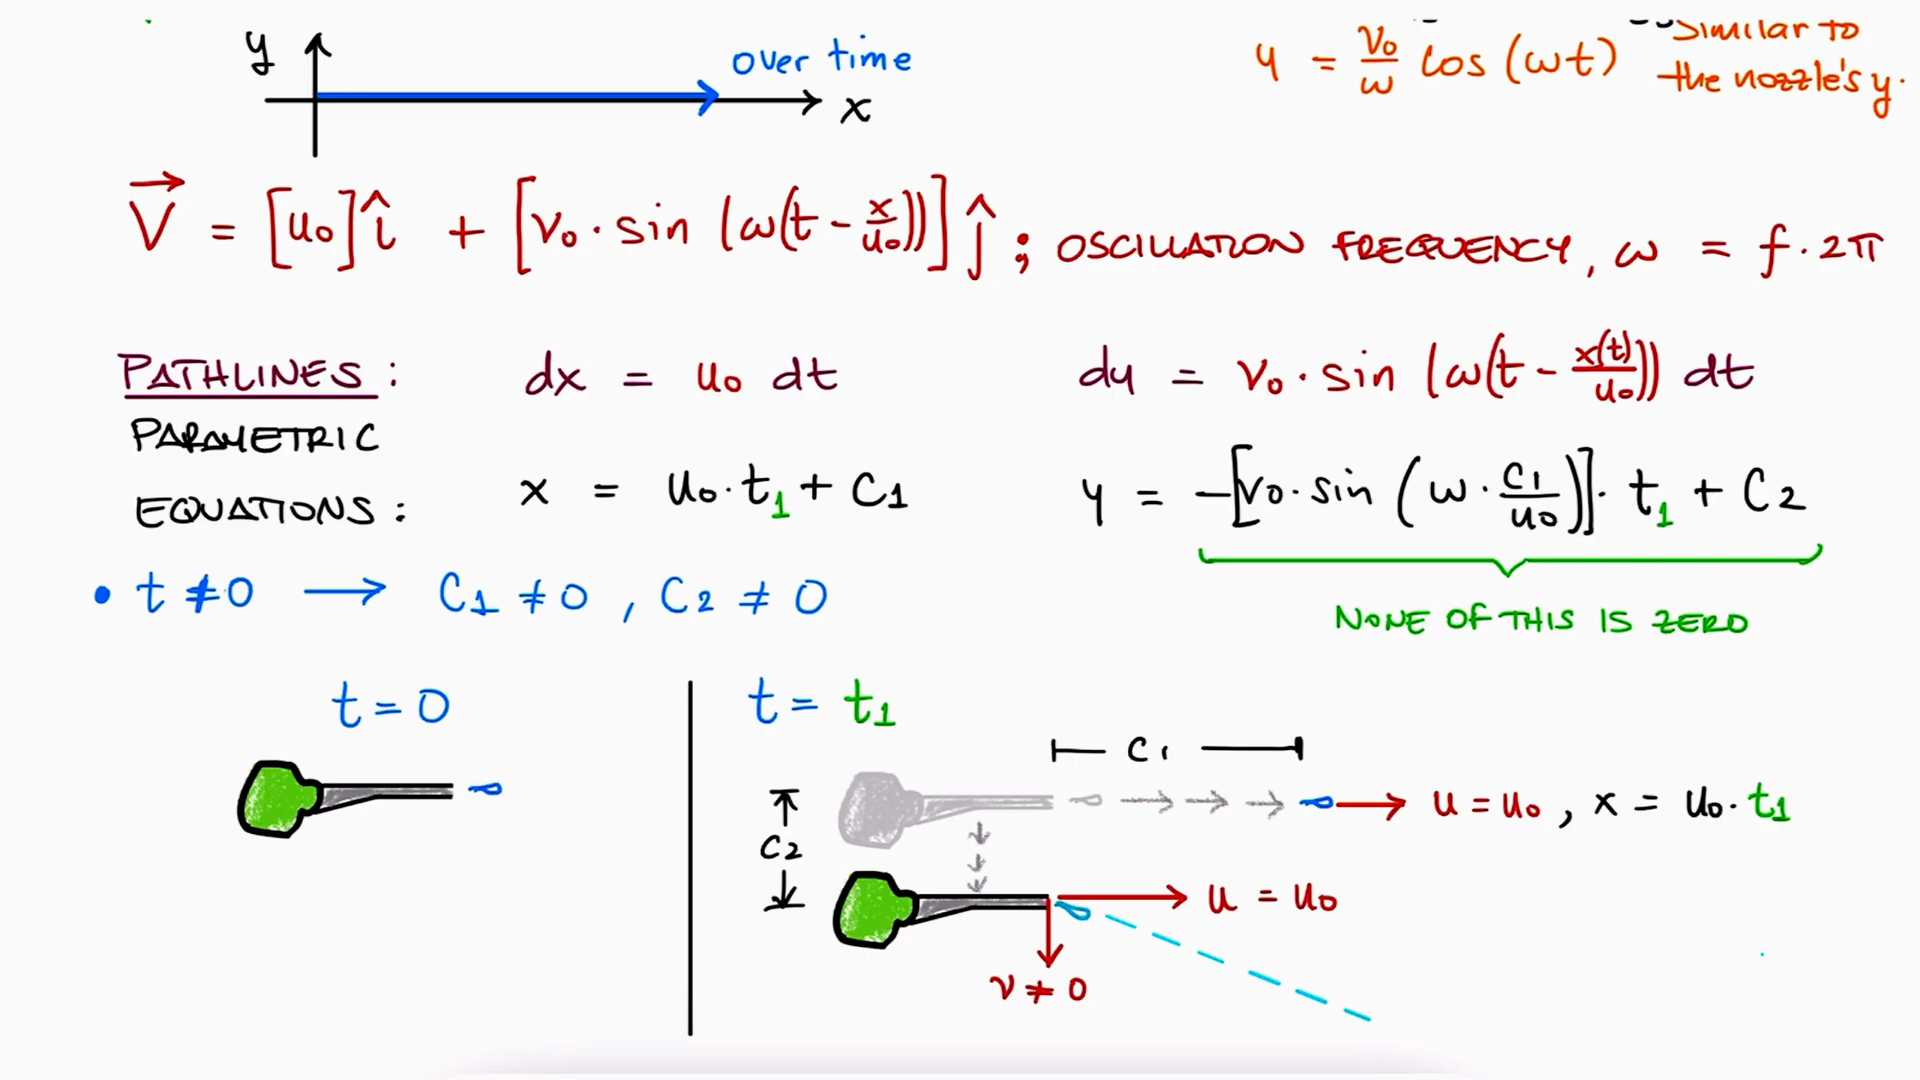 y
over time
x
y = v₀/ω cos (ωt)
Similar to
the nozzle's y.
V⃗ = [u₀]î + [v₀ · sin (ω(t - x/u₀))]ĵ ; OSCILLATION FREQUENCY, ω = f · 2π
PATHLINES : dx = u₀ dt dy = v₀ · sin (ω(t - x(t)/u₀)) dt
PARAMETRIC
EQUATIONS : x = u₀ · t₁ + C₁ y = -[v₀ · sin (ω · C₁/u₀)] · t₁ + C₂
• t ≠ 0 → C₁ ≠ 0 , C₂ ≠ 0
NONE OF THIS IS ZERO
t = 0
t = t₁
C₁
C₂
u = u₀ , x = u₀ · t₁
u = u₀
v ≠ 0